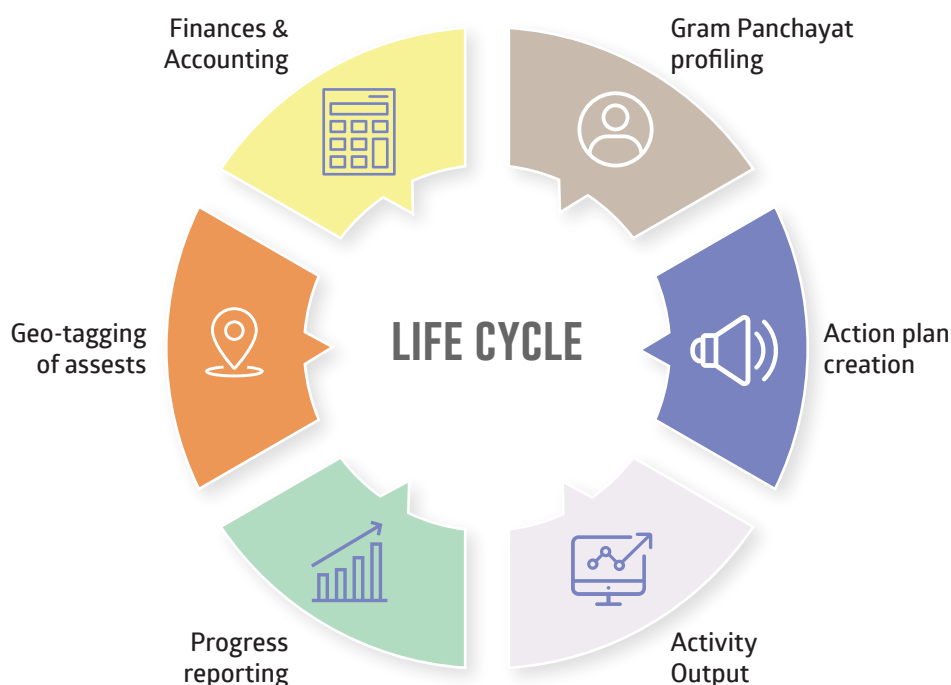 Finances &
Accounting
Gram Panchayat
profiling
Geo-tagging
of assests
LIFE CYCLE
Action plan
creation
Progress
reporting
Activity
Output